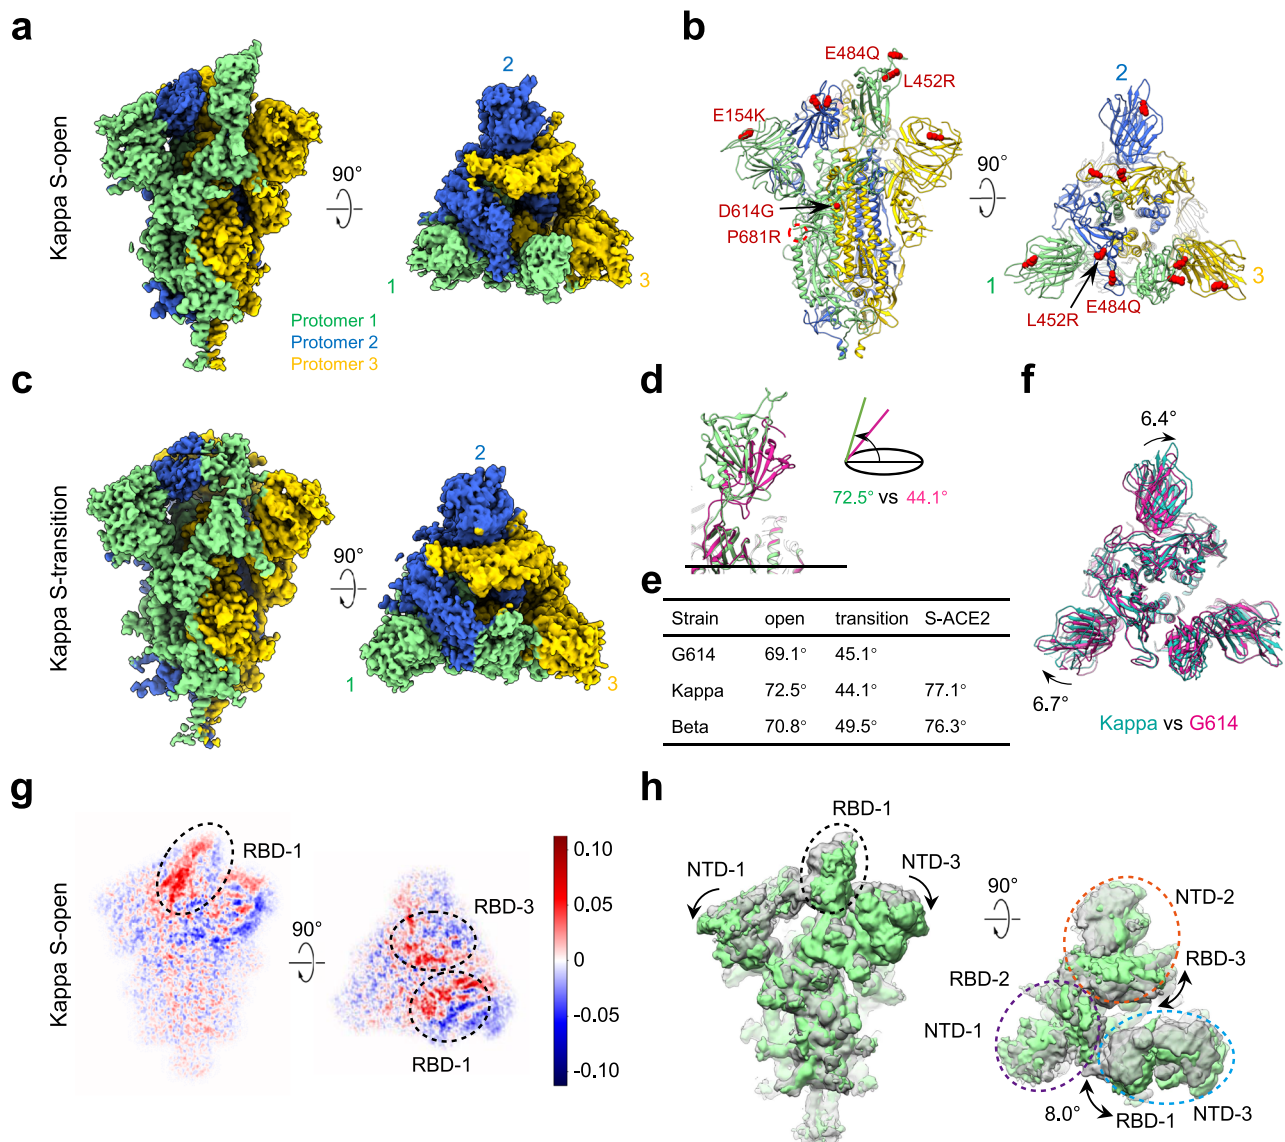 a
Kappa S-open
90°
2
1
3
Protomer 1
Protomer 2
Protomer 3
b
E484Q
L452R
E154K
D614G
P681R
90°
2
1
3
L452R
E484Q
c
Kappa S-transition
90°
2
1
3
d
72.5° vs 44.1°
e
Strain open transition S-ACE2
G614 69.1° 45.1°
Kappa 72.5° 44.1° 77.1°
Beta 70.8° 49.5° 76.3°
f
6.4°
6.7°
Kappa vs G614
g
Kappa S-open
RBD-1
90°
RBD-3
RBD-1
0.10
0.05
0
-0.05
-0.10
h
RBD-1
NTD-1
NTD-3
90°
NTD-2
RBD-3
RBD-2
NTD-1
8.0°
RBD-1
NTD-3